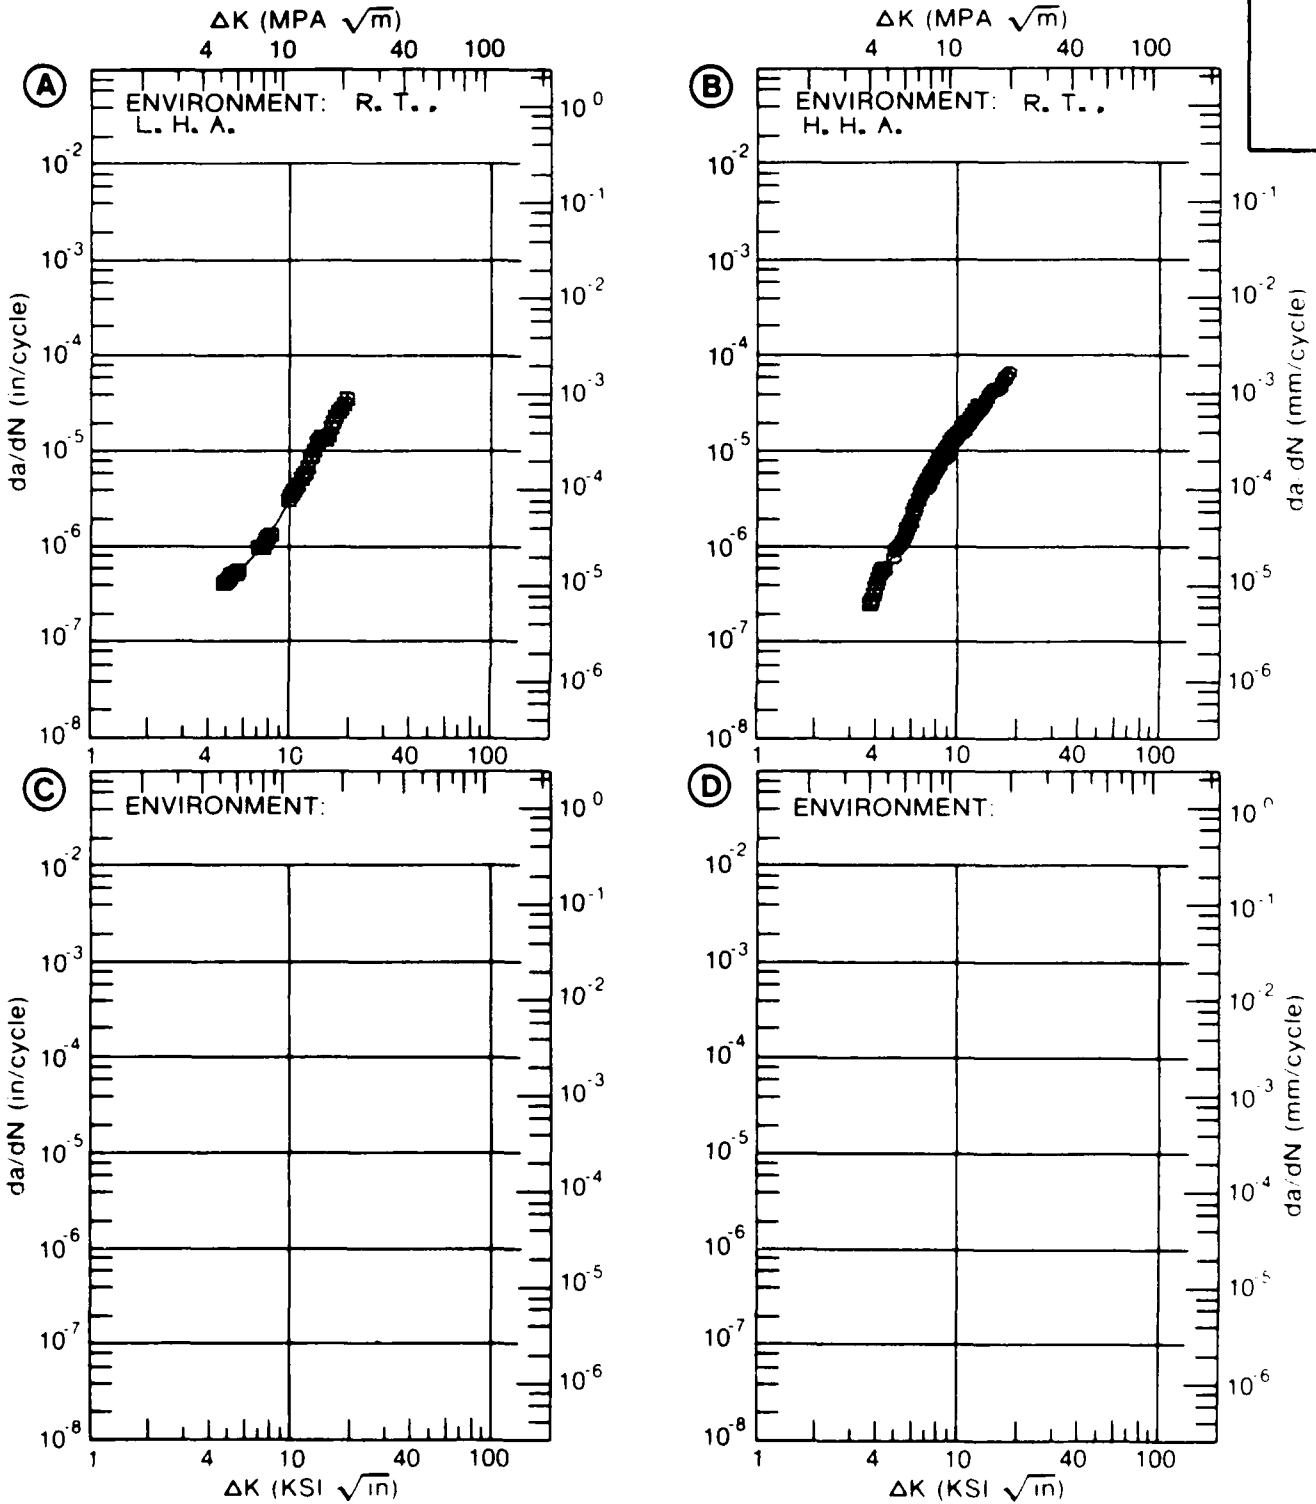 ΔK (MPA √m) ΔK (MPA √m)
4 10 40 100 4 10 40 100
A B
ENVIRONMENT: R. T., ENVIRONMENT: R. T.,
L. H. A. H. H. A.
10⁰
10⁻² 10⁻²
10⁻¹ 10⁻¹
10⁻³ 10⁻³
10⁻² 10⁻²
10⁻⁴ 10⁻⁴
10⁻³ 10⁻³
10⁻⁵ 10⁻⁵
10⁻⁴ 10⁻⁴
10⁻⁶ 10⁻⁶
10⁻⁵ 10⁻⁵
10⁻⁷ 10⁻⁷
10⁻⁶ 10⁻⁶
10⁻⁸ 10⁻⁸
da/dN (in/cycle) da/dN (mm/cycle)
1 4 10 40 100 1 4 10 40 100
C D
ENVIRONMENT: ENVIRONMENT:
10⁰ 10⁰
10⁻² 10⁻²
10⁻¹ 10⁻¹
10⁻³ 10⁻³
10⁻² 10⁻²
10⁻⁴ 10⁻⁴
10⁻³ 10⁻³
10⁻⁵ 10⁻⁵
10⁻⁴ 10⁻⁴
10⁻⁶ 10⁻⁶
10⁻⁵ 10⁻⁵
10⁻⁷ 10⁻⁷
10⁻⁶ 10⁻⁶
10⁻⁸ 10⁻⁸
da/dN (in/cycle) da/dN (mm/cycle)
1 4 10 40 100 1 4 10 40 100
ΔK (KSI √in) ΔK (KSI √in)